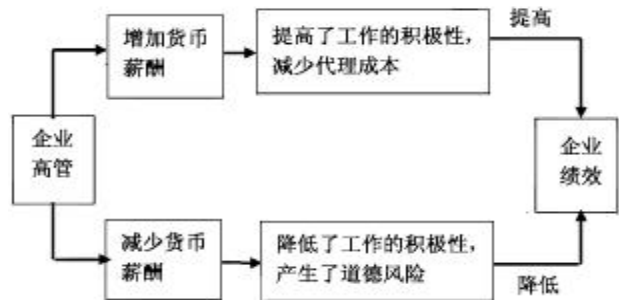 增加货币
薪酬
提高了工作的积极性，
减少代理成本
提高
企业
高管
企业
绩效
减少货币
薪酬
降低了工作的积极性，
产生了道德风险
降低